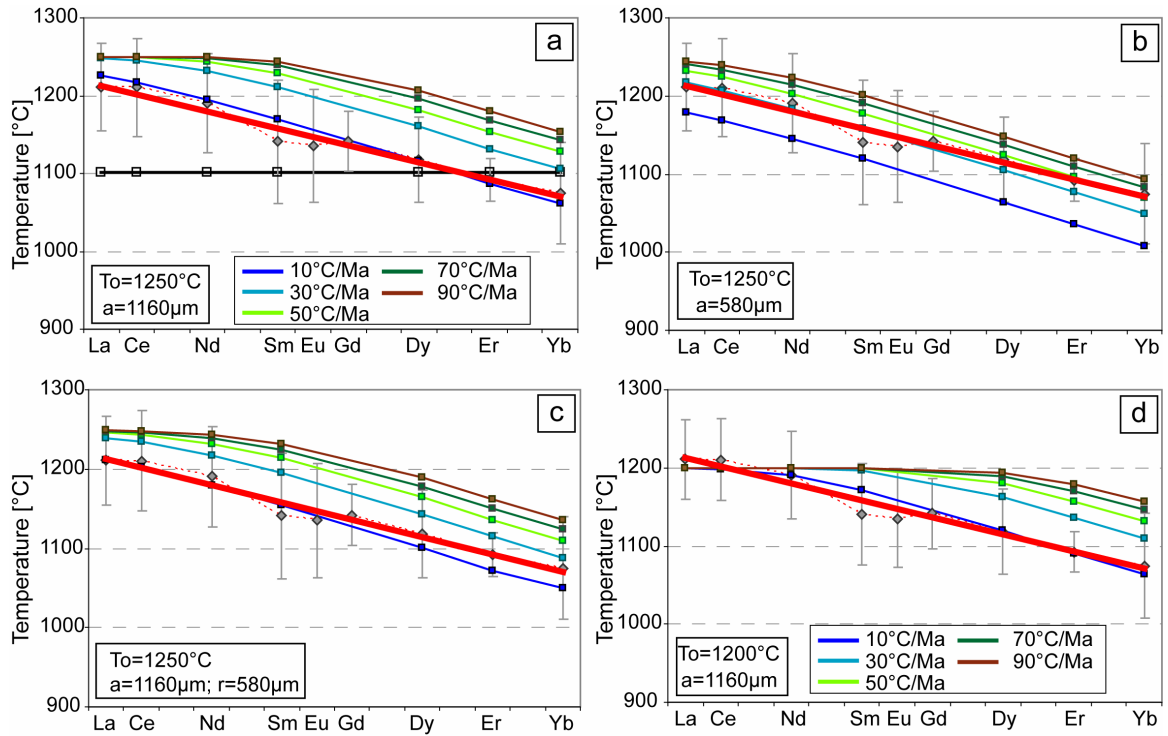 1300
1200
1100
1000
900
Temperature [°C]
a
To=1250°C
a=1160µm
10°C/Ma 70°C/Ma
30°C/Ma 90°C/Ma
50°C/Ma
La Ce Nd Sm Eu Gd Dy Er Yb
1300
1200
1100
1000
900
Temperature [°C]
b
To=1250°C
a=580µm
La Ce Nd Sm Eu Gd Dy Er Yb
1300
1200
1100
1000
900
Temperature [°C]
c
To=1250°C
a=1160µm; r=580µm
La Ce Nd Sm Eu Gd Dy Er Yb
1300
1200
1100
1000
900
Temperature [°C]
d
To=1200°C
a=1160µm
10°C/Ma 70°C/Ma
30°C/Ma 90°C/Ma
50°C/Ma
La Ce Nd Sm Eu Gd Dy Er Yb